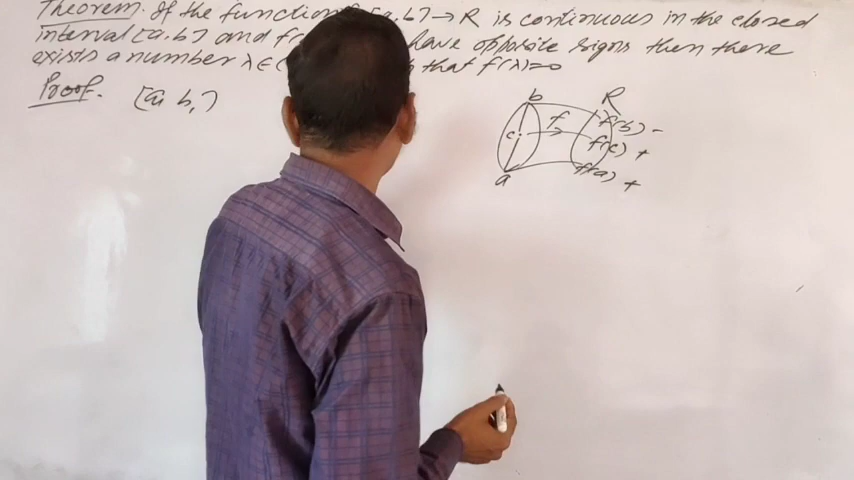 Theorem. If the function f [a, b] → R is continuous in the closed
interval [a, b] and f( have opposite signs then there
exists a number λ ∈ ( that f(λ)=0
Proof. [a, b,]
b R
f f(b) -
c f(c) +
a f(a) +